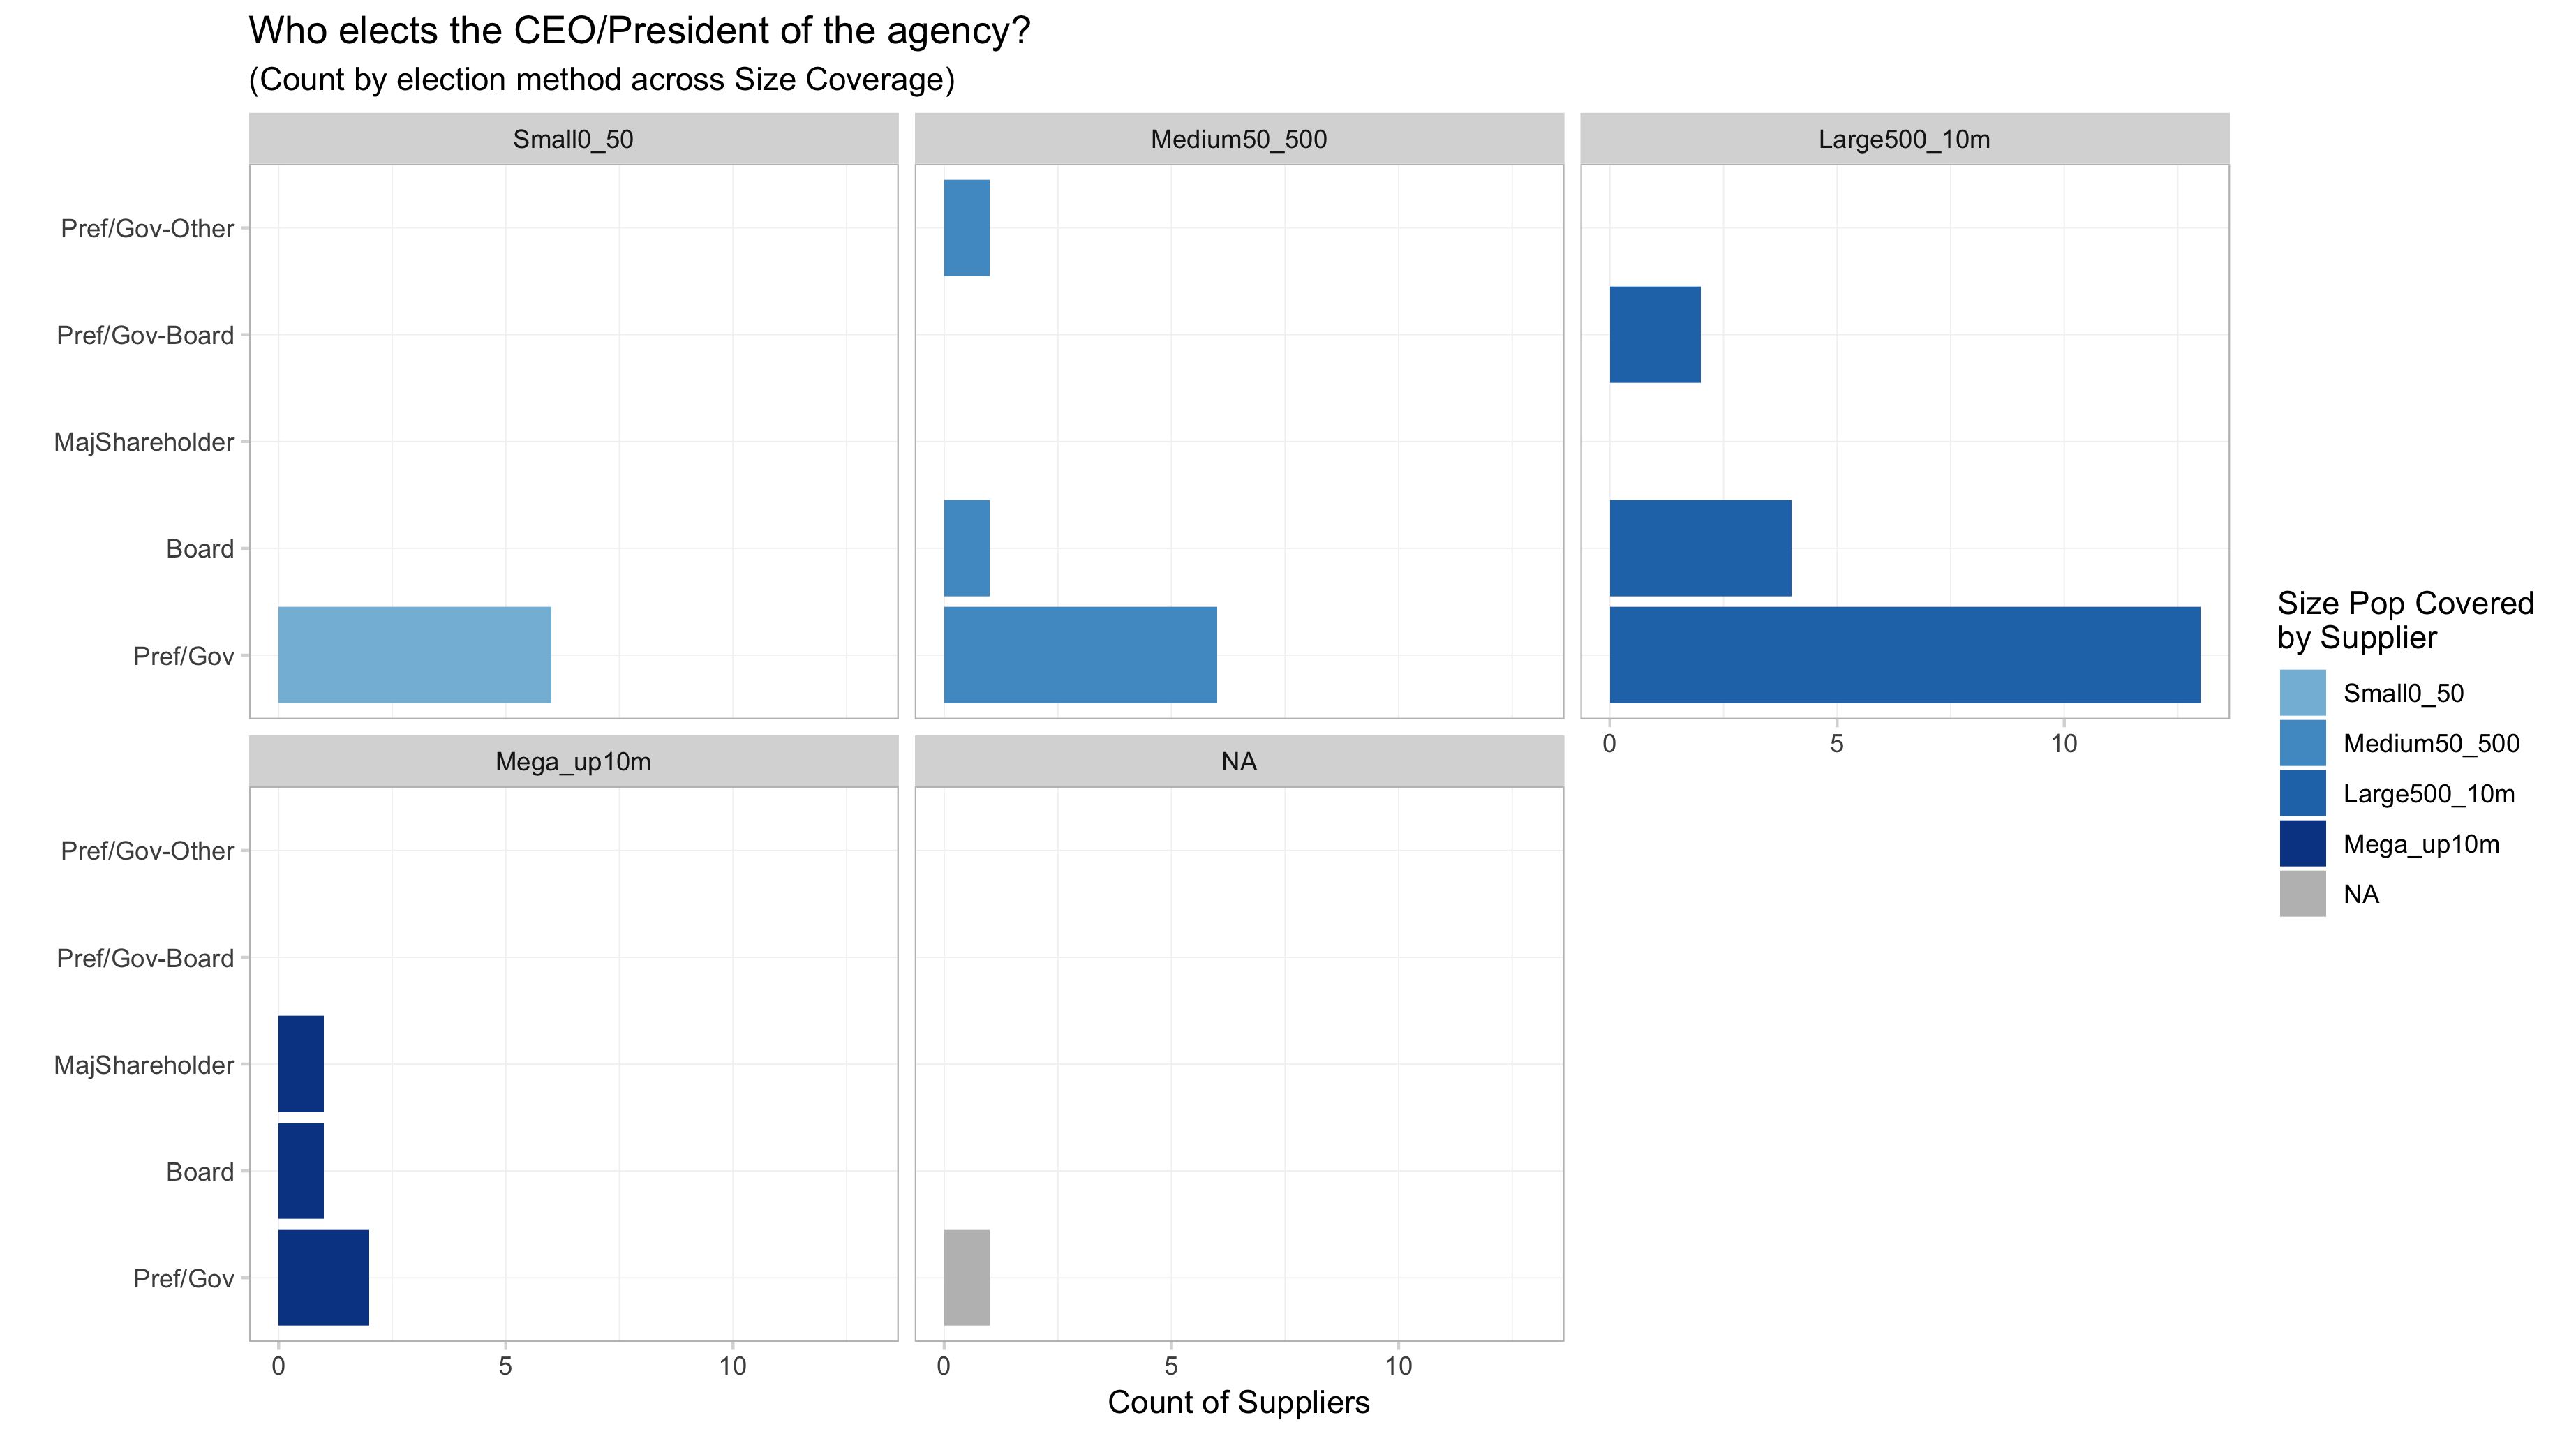 Who elects the CEO/President of the agency?
(Count by election method across Size Coverage)
Small0_50
Medium50_500
Large500_10m
Pref/Gov-Other
Pref/Gov-Board
MajShareholder
Board
Pref/Gov
0
5
10
Mega_up10m
NA
Pref/Gov-Other
Pref/Gov-Board
MajShareholder
Board
Pref/Gov
0
5
10
0
5
10
Count of Suppliers
Size Pop Covered
by Supplier
Small0_50
Medium50_500
Large500_10m
Mega_up10m
NA